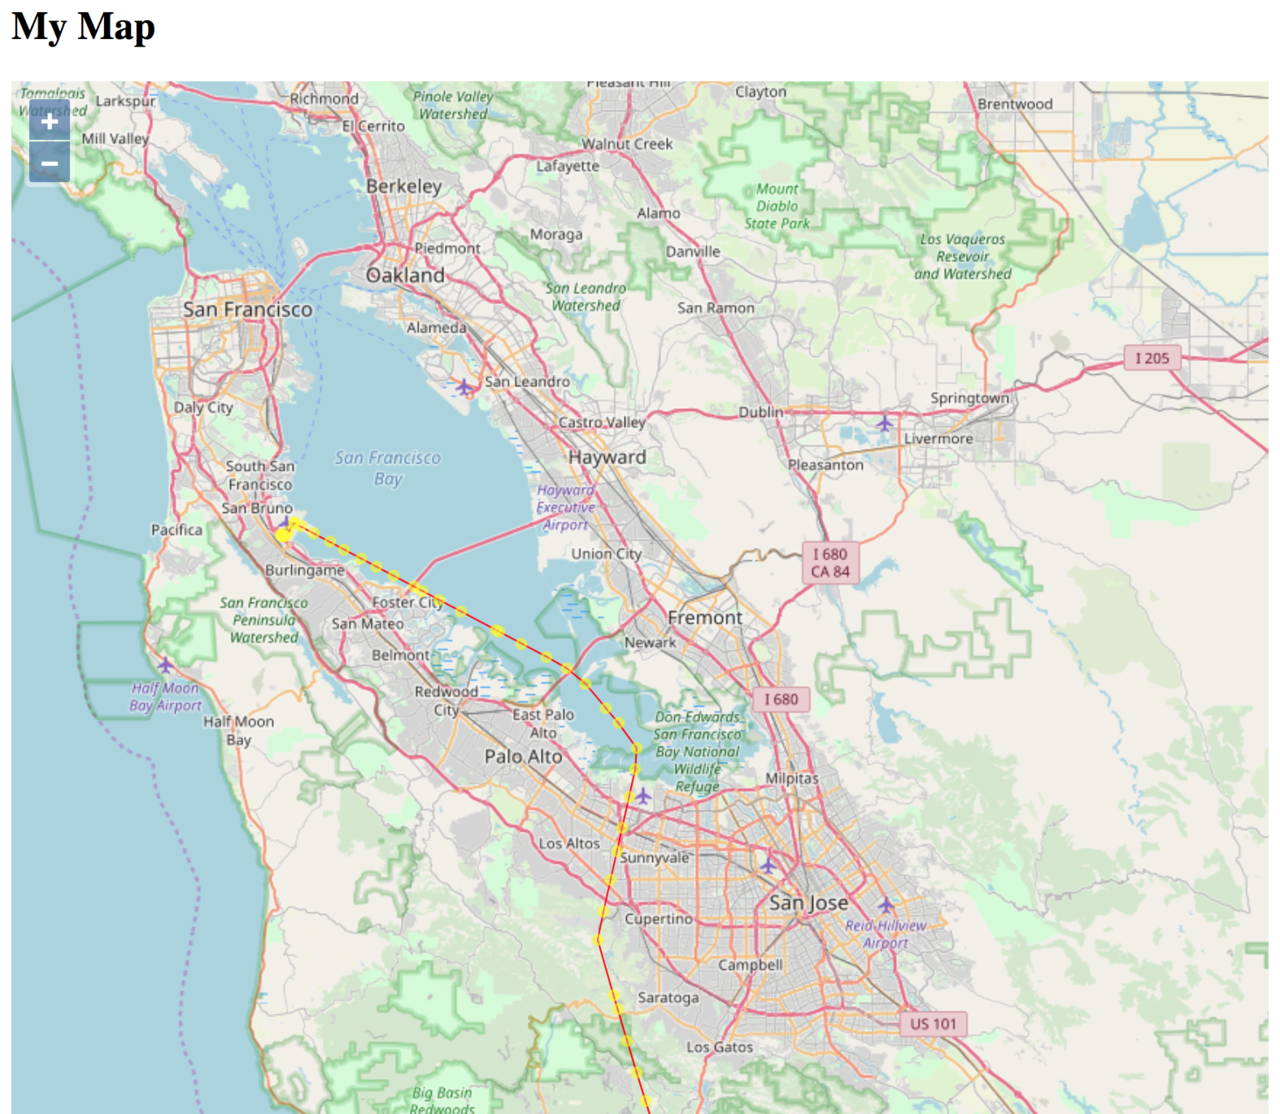 My Map
+
−
Tamalpais
Watershed
Larkspur
Mill Valley
Richmond
El Cerrito
Pinole Valley
Watershed
Pleasant Hill
Clayton
Brentwood
Walnut Creek
Lafayette
Berkeley
Mount
Diablo
State Park
Alamo
Moraga
Piedmont
Danville
Los Vaqueros
Resevoir
and Watershed
Oakland
San Leandro
Watershed
San Francisco
San Ramon
Alameda
I 205
San Leandro
Daly City
Springtown
Castro Valley
Dublin
Livermore
San Francisco
Bay
Hayward
Pleasanton
South San
Francisco
San Bruno
Hayward
Executive
Airport
Pacifica
Union City
I 680
CA 84
Burlingame
San Francisco
Peninsula
Watershed
Foster City
San Mateo
Fremont
Newark
Belmont
Half Moon
Bay Airport
Redwood
City
I 680
Half Moon
Bay
East Palo
Alto
Don Edwards
San Francisco
Bay National
Wildlife
Refuge
Palo Alto
Milpitas
Los Altos
Sunnyvale
San Jose
Cupertino
Reid-Hillview
Airport
Campbell
Saratoga
US 101
Los Gatos
Big Basin
Redwoods